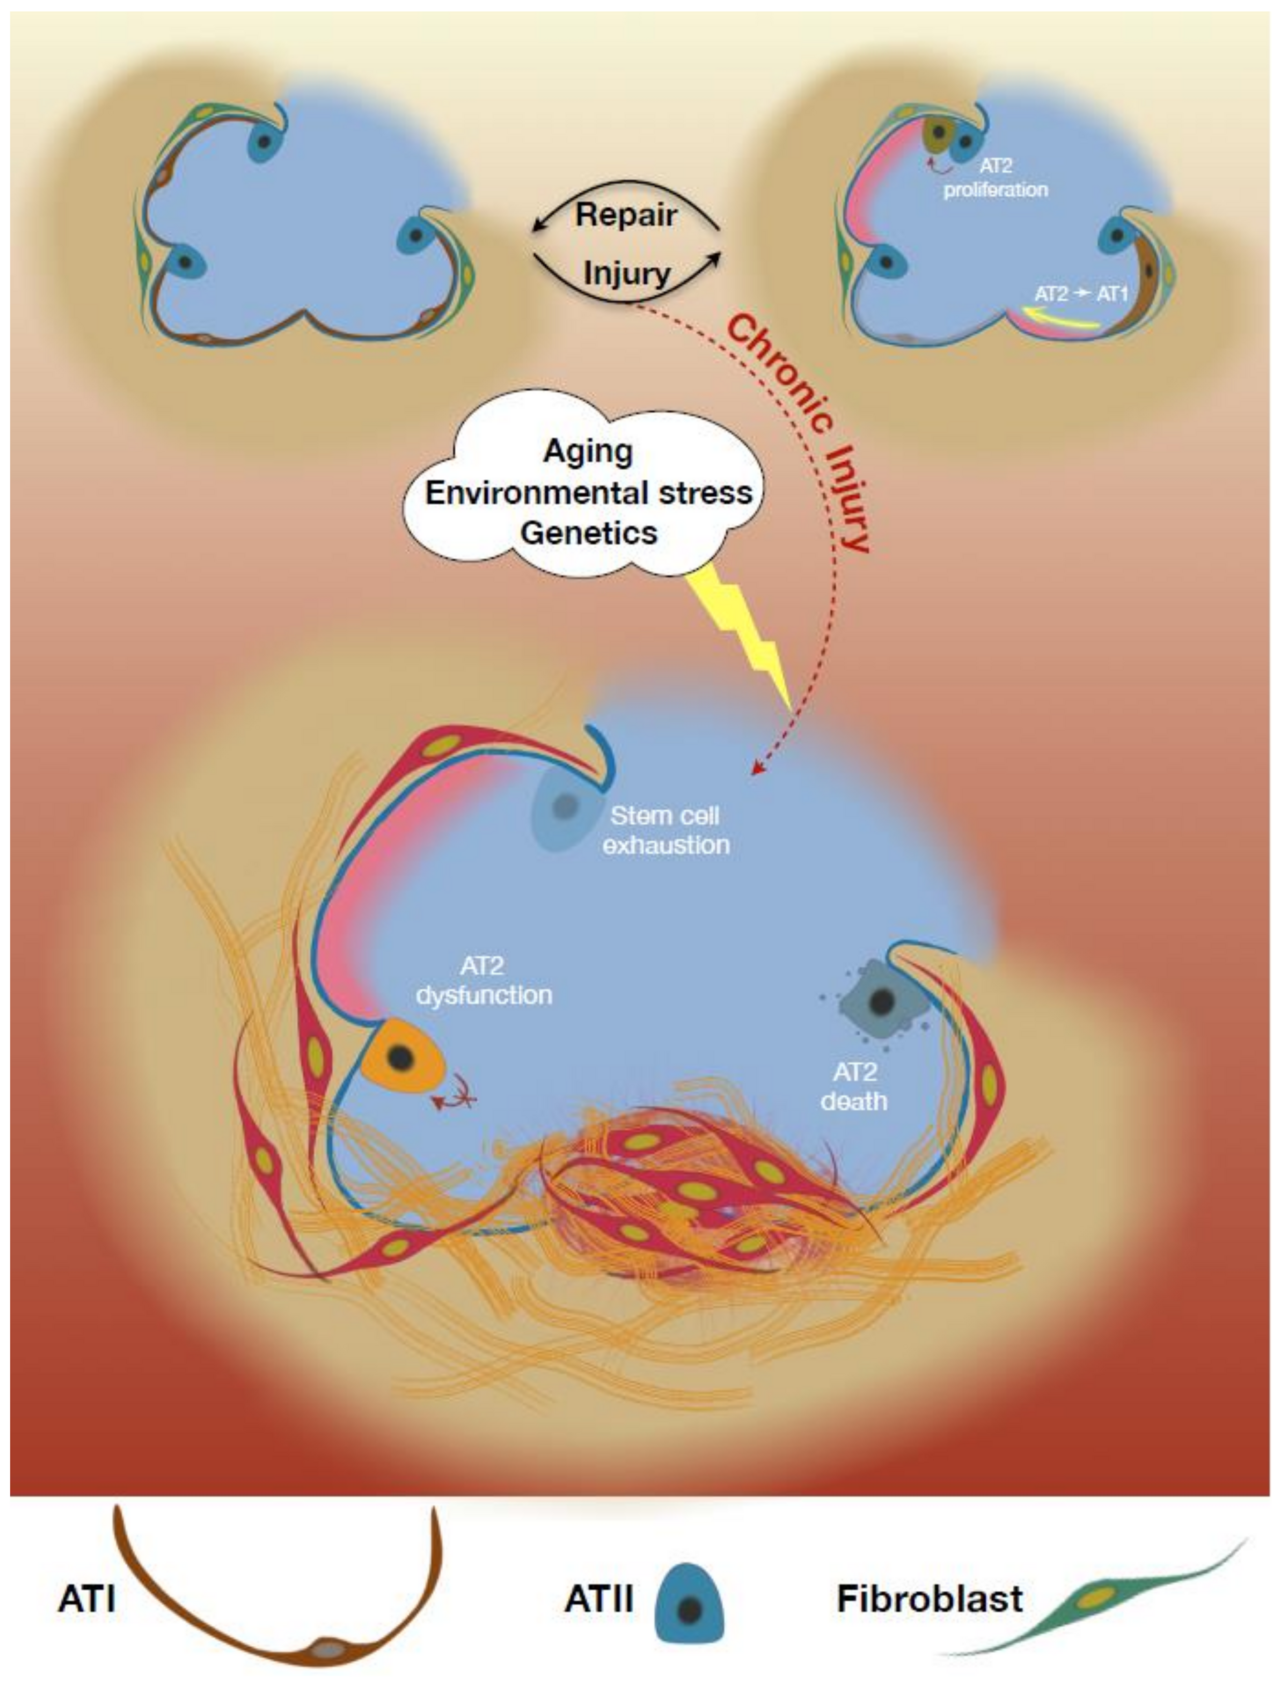 AT2
proliferation
Repair
Injury
AT2 → AT1
Chronic Injury
Aging
Environmental stress
Genetics
Stem cell
exhaustion
AT2
dysfunction
AT2
death
ATI
ATII
Fibroblast